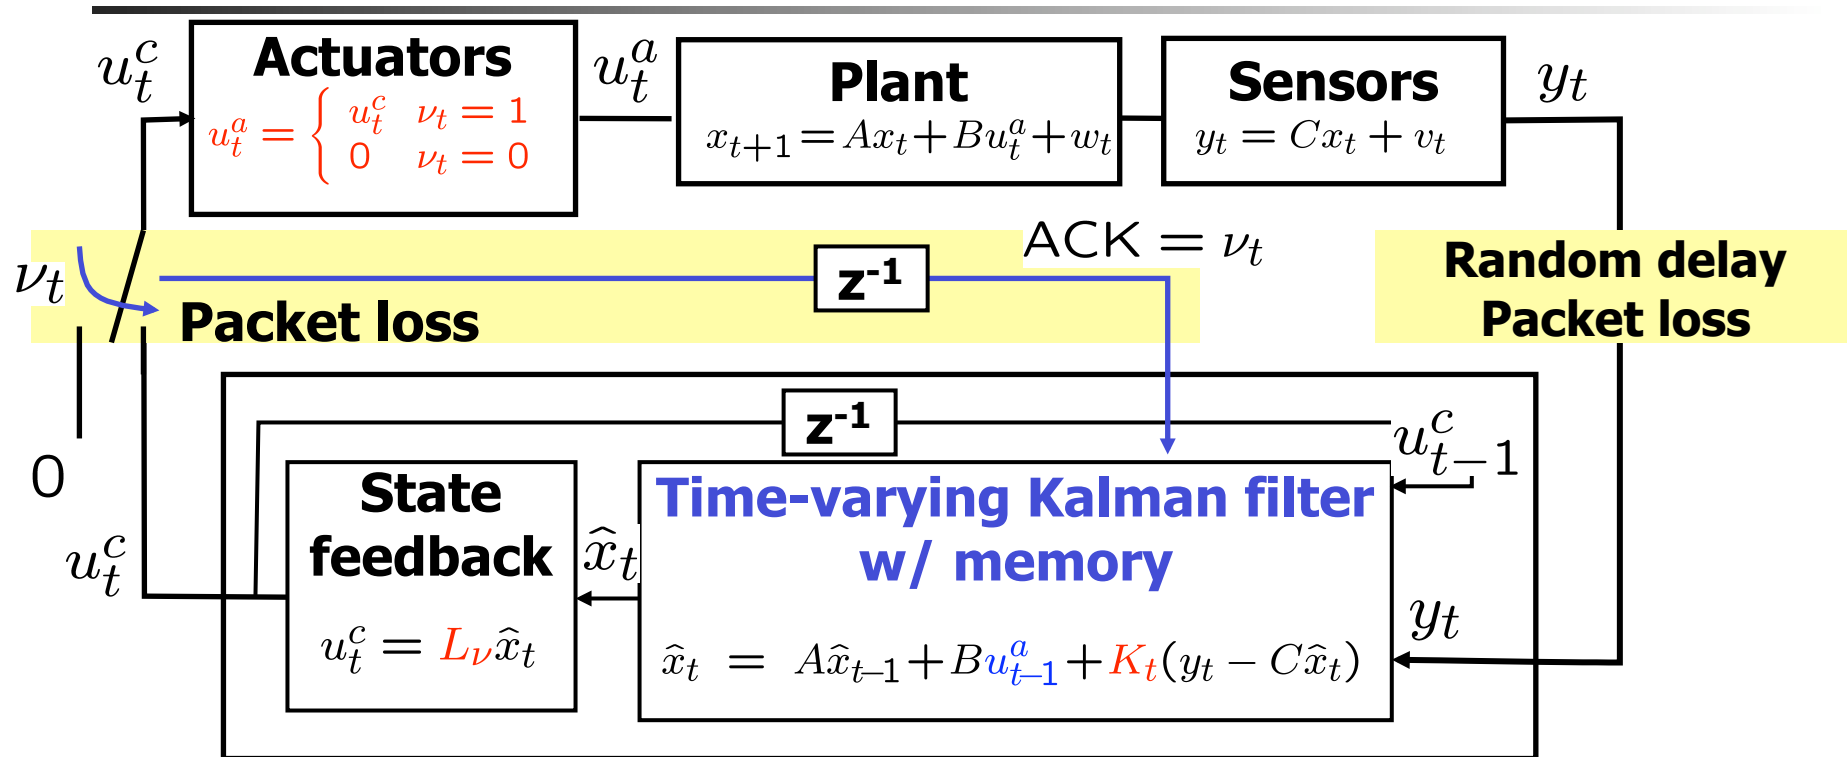 u_t^c
Actuators
u_t^a = { u_t^c ν_t = 1
0 ν_t = 0
u_t^a
Plant
x_{t+1} = Ax_t + Bu_t^a + w_t
Sensors
y_t = Cx_t + v_t
y_t
ν_t
Packet loss
z^{-1}
ACK = ν_t
Random delay
Packet loss
0
z^{-1}
u_{t-1}^c
u_t^c
State
feedback
u_t^c = L_ν x̂_t
x̂_t
Time-varying Kalman filter
w/ memory
x̂_t = Ax̂_{t-1} + Bu_{t-1}^a + K_t(y_t - Cx̂_t)
y_t